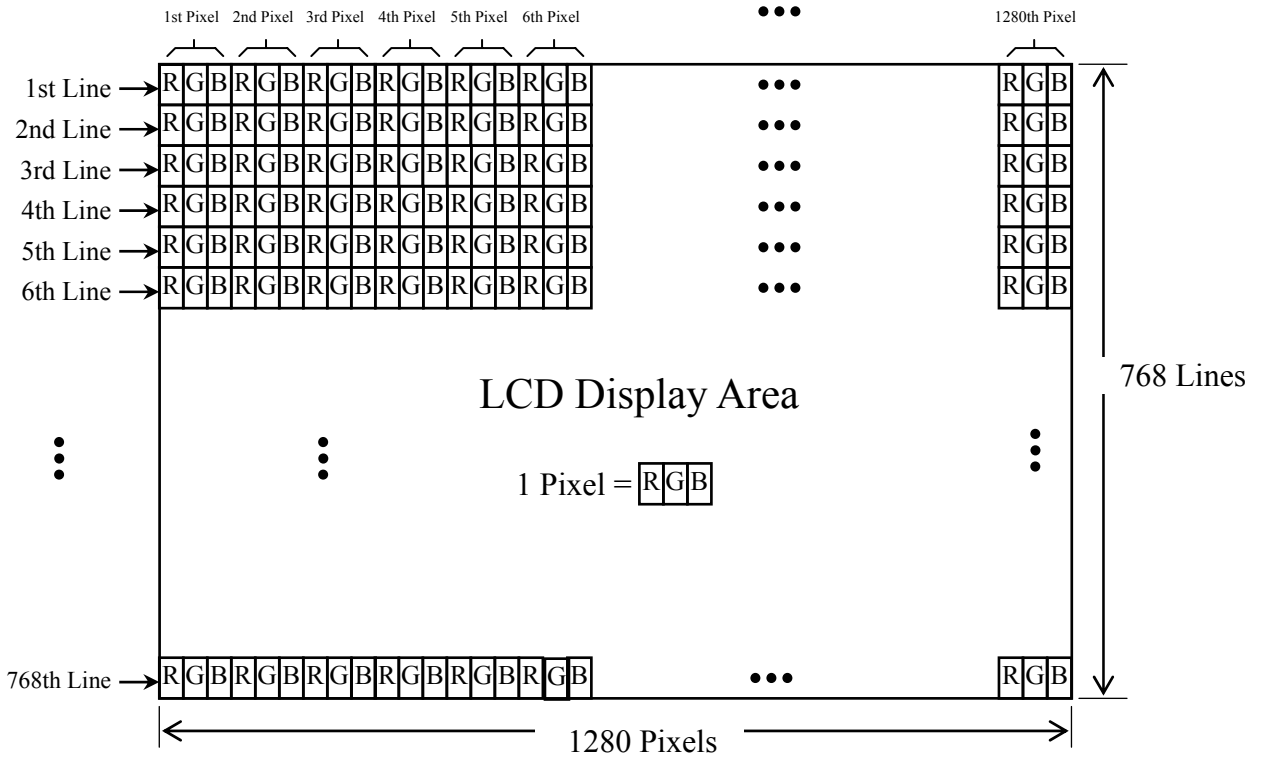 1st Pixel 2nd Pixel 3rd Pixel 4th Pixel 5th Pixel 6th Pixel ••• 1280th Pixel
1st Line RGBRGBRGBRGBRGBRGB ••• RGB
2nd Line RGBRGBRGBRGBRGBRGB ••• RGB
3rd Line RGBRGBRGBRGBRGBRGB ••• RGB
4th Line RGBRGBRGBRGBRGBRGB ••• RGB
5th Line RGBRGBRGBRGBRGBRGB ••• RGB
6th Line RGBRGBRGBRGBRGBRGB ••• RGB
768 Lines
LCD Display Area
1 Pixel = RGB
768th Line RGBRGBRGBRGBRGBRGB ••• RGB
1280 Pixels